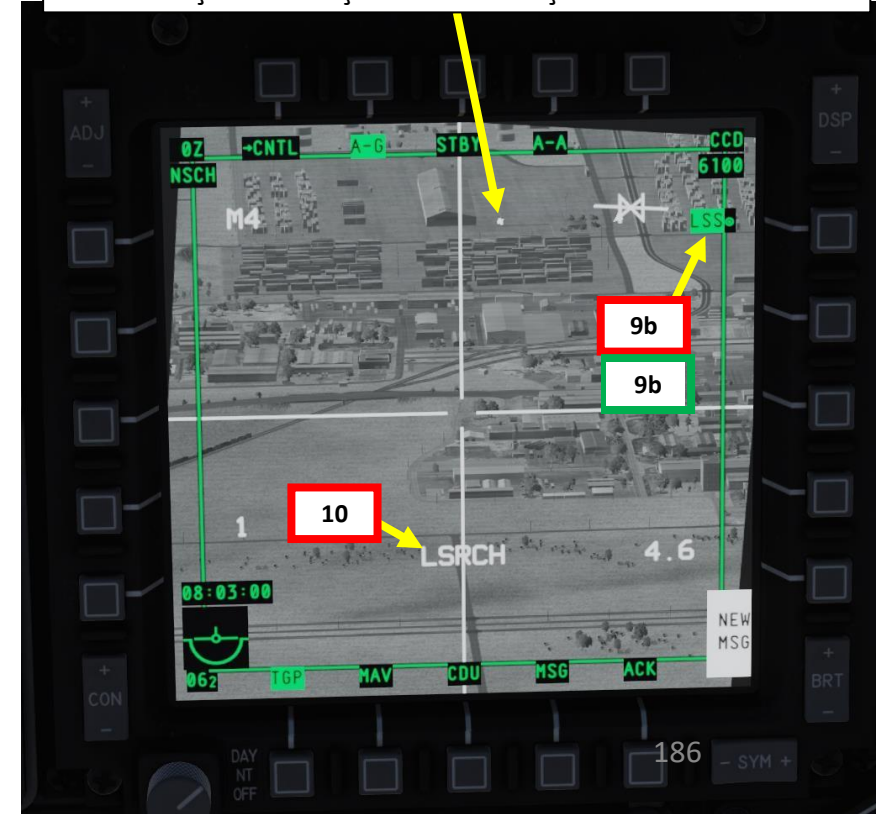 +
ADJ
-
+
DSP
-
0Z →CNTL A-G STBY A-A CCD
NSCH 6100
M4
LSS
9b
9b
10
1
LSRCH
4.6
08:03:00
NEW
MSG
062 TGP MAV CDU MSG ACK
+
CON
-
+
BRT
-
DAY
NT
OFF
186
- SYM +